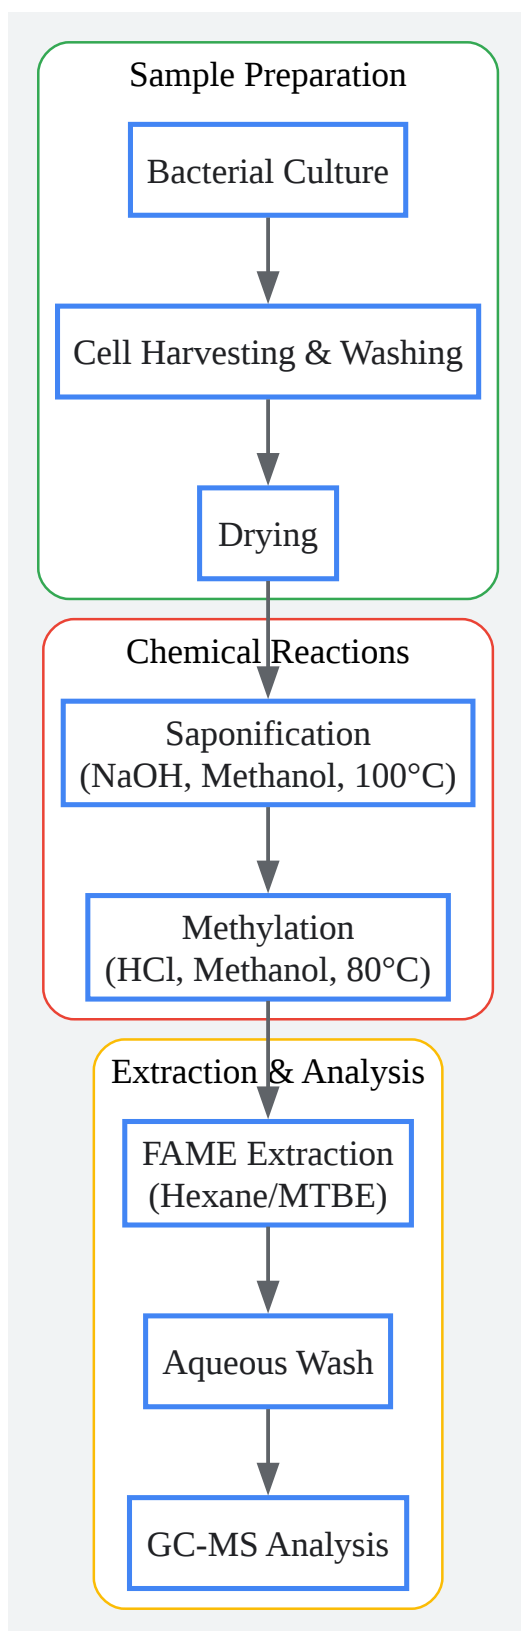 Sample Preparation
Bacterial Culture
Cell Harvesting & Washing
Drying
Chemical Reactions
Saponification
(NaOH, Methanol, 100°C)
Methylation
(HCl, Methanol, 80°C)
Extraction & Analysis
FAME Extraction
(Hexane/MTBE)
Aqueous Wash
GC-MS Analysis